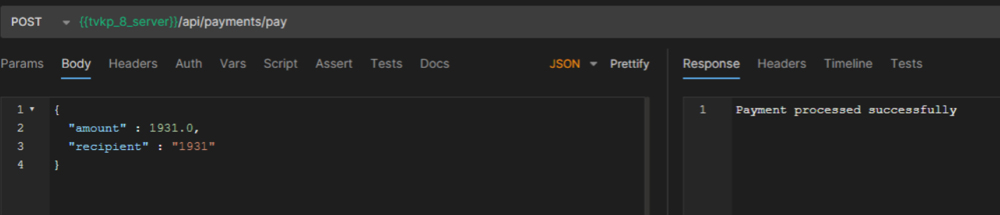 POST {{tvkp_8_server}}/api/payments/pay
Params Body Headers Auth Vars Script Assert Tests Docs JSON Prettify
Response Headers Timeline Tests
1 {
2 "amount" : 1931.0,
3 "recipient" : "1931"
4 }
1 Payment processed successfully